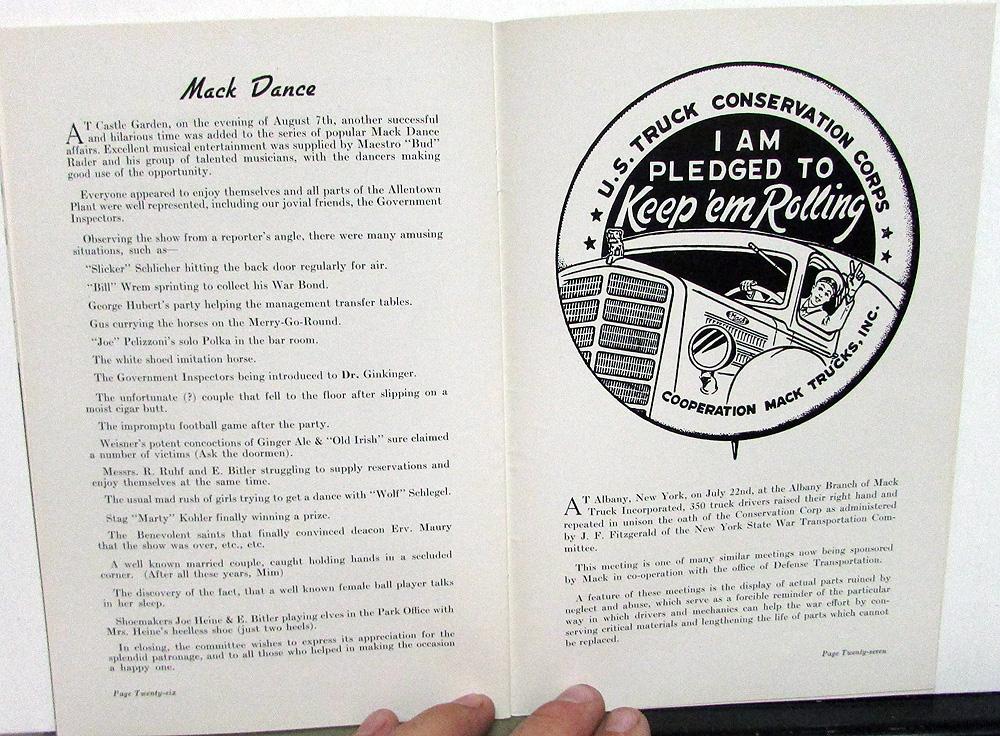 Mack Dance
AT Castle Garden, on the evening of August 7th, another successful
and hilarious time was added to the series of popular Mack Dance
affairs. Excellent musical entertainment was supplied by Maestro "Bud"
Rader and his group of talented musicians, with the dancers making
good use of the opportunity.
Everyone appeared to enjoy themselves and all parts of the Allentown
Plant were well represented, including our jovial friends, the Government
Inspectors.
Observing the show from a reporter's angle, there were many amusing
situations, such as—
"Slicker" Schlicher hitting the back door regularly for air.
"Bill" Wrem sprinting to collect his War Bond.
George Hubert's party helping the management transfer tables.
Gus currying the horses on the Merry-Go-Round.
"Joe" Pelizzoni's solo Polka in the bar room.
The white shoed imitation horse.
The Government Inspectors being introduced to Dr. Ginkinger.
The unfortunate (?) couple that fell to the floor after slipping on a
moist cigar butt.
The impromptu football game after the party.
Weisner's potent concoctions of Ginger Ale & "Old Irish" sure claimed
a number of victims (Ask the doormen).
Messrs. R. Ruhf and E. Bitler struggling to supply reservations and
enjoy themselves at the same time.
The usual mad rush of girls trying to get a dance with "Wolf" Schlegel.
Stag "Marty" Kohler finally winning a prize.
The Benevolent saints that finally convinced deacon Erv. Maury
that the show was over, etc., etc.
A well known married couple, caught holding hands in a secluded
corner. (After all these years, Mim)
The discovery of the fact, that a well known female ball player talks
in her sleep.
Shoemakers Joe Heine & E. Bitler playing elves in the Park Office with
Mrs. Heine's heelless shoe (just two heels).
In closing, the committee wishes to express its appreciation for the
splendid patronage, and to all those who helped in making the occasion
a happy one.
Page Twenty-six
U.S. TRUCK CONSERVATION CORPS
I AM
PLEDGED TO
Keep 'em Rolling
Mack
COOPERATION MACK TRUCKS, INC.
AT Albany, New York, on July 22nd, at the Albany Branch of Mack
Truck Incorporated, 350 truck drivers raised their right hand and
repeated in unison the oath of the Conservation Corp as administered
by J. F. Fitzgerald of the New York State War Transportation Com-
mittee.
This meeting is one of many similar meetings now being sponsored
by Mack in co-operation with the office of Defense Transportation.
A feature of these meetings is the display of actual parts ruined by
neglect and abuse, which serve as a forcible reminder of the particular
way in which drivers and mechanics can help the war effort by con-
serving critical materials and lengthening the life of parts which cannot
be replaced.
Page Twenty-seven